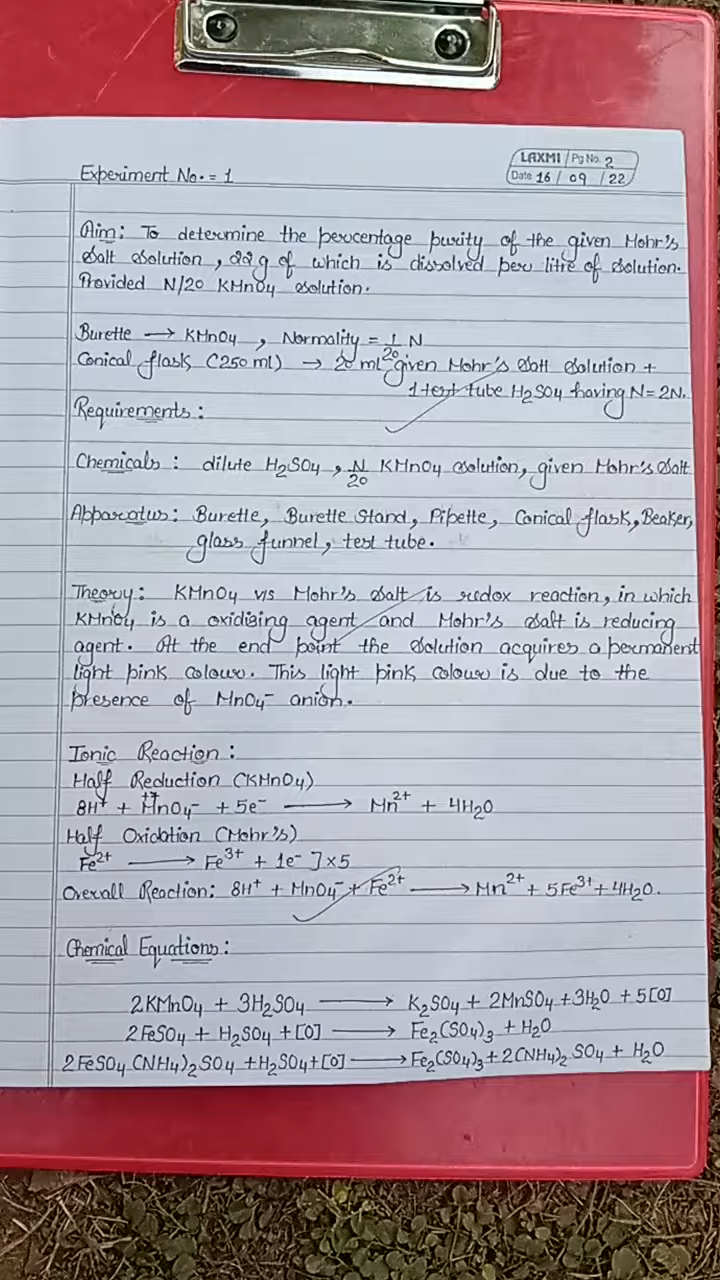 LAXMI Pg No. 2
Date 16 / 09 / 22
Experiment No. = 1
Aim: To determine the percentage purity of the given Mohr's
Salt solution, 22 g of which is dissolved per litre of solution.
Provided N/20 KMnO4 solution.
Burette → KMnO4 , Normality = 1/20 N
Conical flask (250 ml) → 20 ml given Mohr's Salt solution +
1 test tube H2SO4 having N = 2N.
Requirements :
Chemicals : dilute H2SO4 , N/20 KMnO4 solution, given Mohr's Salt
Apparatus: Burette, Burette Stand, Pipette, Conical flask, Beaker,
glass funnel, test tube.
Theory: KMnO4 v/s Mohr's Salt is redox reaction, in which
KMnO4 is a oxidising agent and Mohr's Salt is reducing
agent. At the end point the solution acquires a permanent
light pink colour. This light pink colour is due to the
presence of MnO4⁻ anion.
Ionic Reaction :
Half Reduction (KMnO4)
8H⁺ + Mn⁺⁷O4⁻ + 5e⁻ → Mn²⁺ + 4H2O
Half Oxidation (Mohr's)
Fe²⁺ → Fe³⁺ + 1e⁻ ] × 5
Overall Reaction: 8H⁺ + MnO4⁻ + Fe²⁺ → Mn²⁺ + 5Fe³⁺ + 4H2O.
Chemical Equations :
2KMnO4 + 3H2SO4 → K2SO4 + 2MnSO4 + 3H2O + 5[O]
2FeSO4 + H2SO4 + [O] → Fe2(SO4)3 + H2O
2FeSO4 (NH4)2SO4 + H2SO4 + [O] → Fe2(SO4)3 + 2(NH4)2 SO4 + H2O